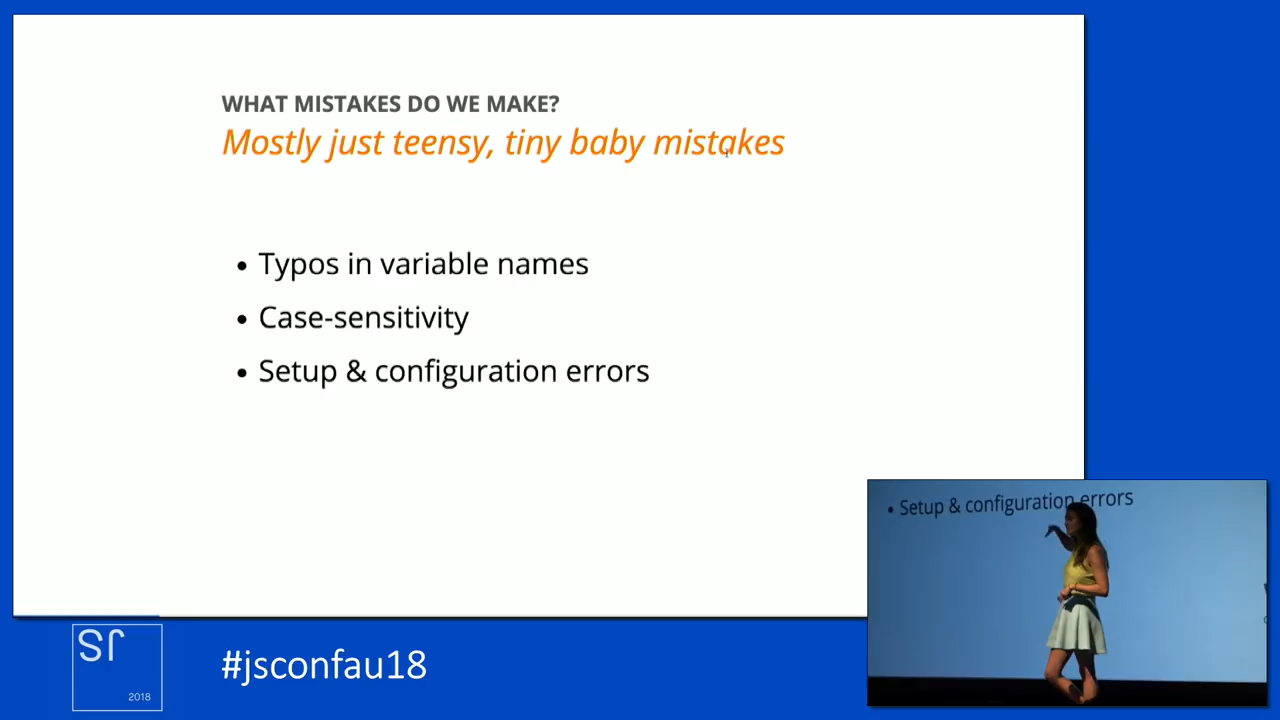 WHAT MISTAKES DO WE MAKE?
Mostly just teensy, tiny baby mistakes
• Typos in variable names
• Case-sensitivity
• Setup & configuration errors
• Setup & configuration errors
2018
#jsconfau18